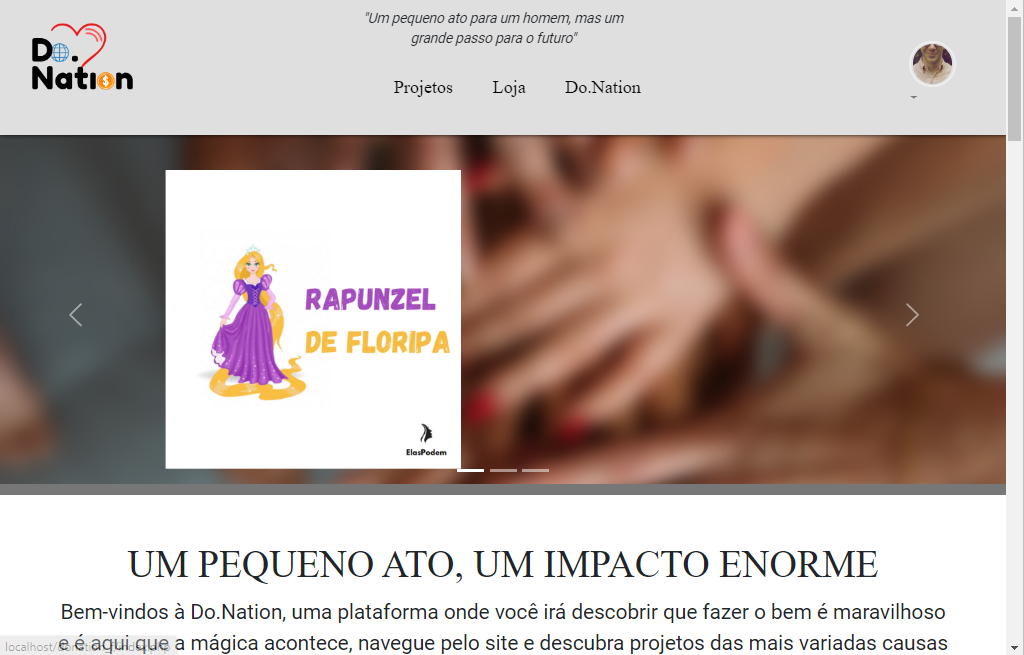 "Um pequeno ato para um homem, mas um
grande passo para o futuro"
Do.
Nation
Projetos Loja Do.Nation
RAPUNZEL
DE FLORIPA
ElasPodem
UM PEQUENO ATO, UM IMPACTO ENORME
Bem-vindos à Do.Nation, uma plataforma onde você irá descobrir que fazer o bem é maravilhoso
e é aqui que a mágica acontece, navegue pelo site e descubra projetos das mais variadas causas